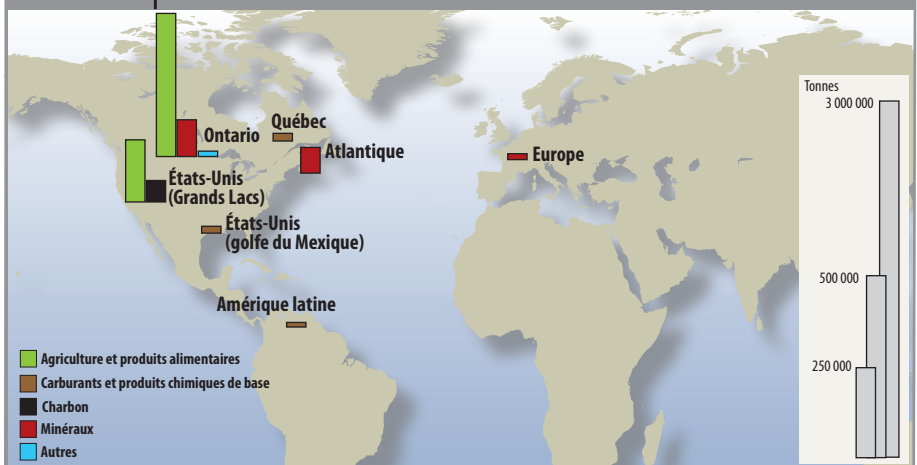 Tonnes
3 000 000
Québec
Ontario
Atlantique
Europe
États-Unis
(Grands Lacs)
États-Unis
(golfe du Mexique)
500 000
Amérique latine
250 000
Agriculture et produits alimentaires
Carburants et produits chimiques de base
Charbon
Minéraux
Autres